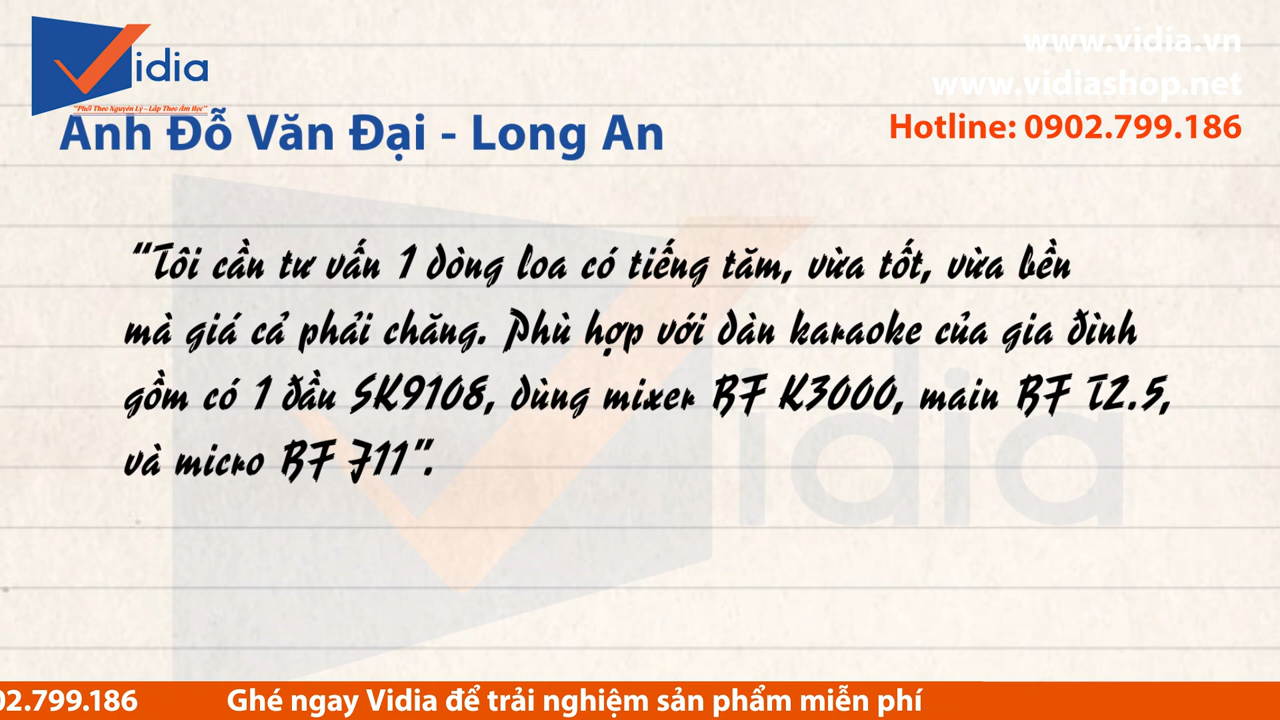 Vidia
"Phối Theo Nguyên Lý - Lắp Theo Âm Học"
www.vidia.vn
www.vidiashop.net
Hotline: 0902.799.186
Anh Đỗ Văn Đại - Long An
"Tôi cần tư vấn 1 dòng loa có tiếng tăm, vừa tốt, vừa bền
mà giá cả phải chăng. Phù hợp với dàn karaoke của gia đình
gồm có 1 đầu SK9108, dùng mixer BF K3000, main BF T2.5,
và micro BF J11".
Vidia
02.799.186 Ghé ngay Vidia để trải nghiệm sản phẩm miễn phí